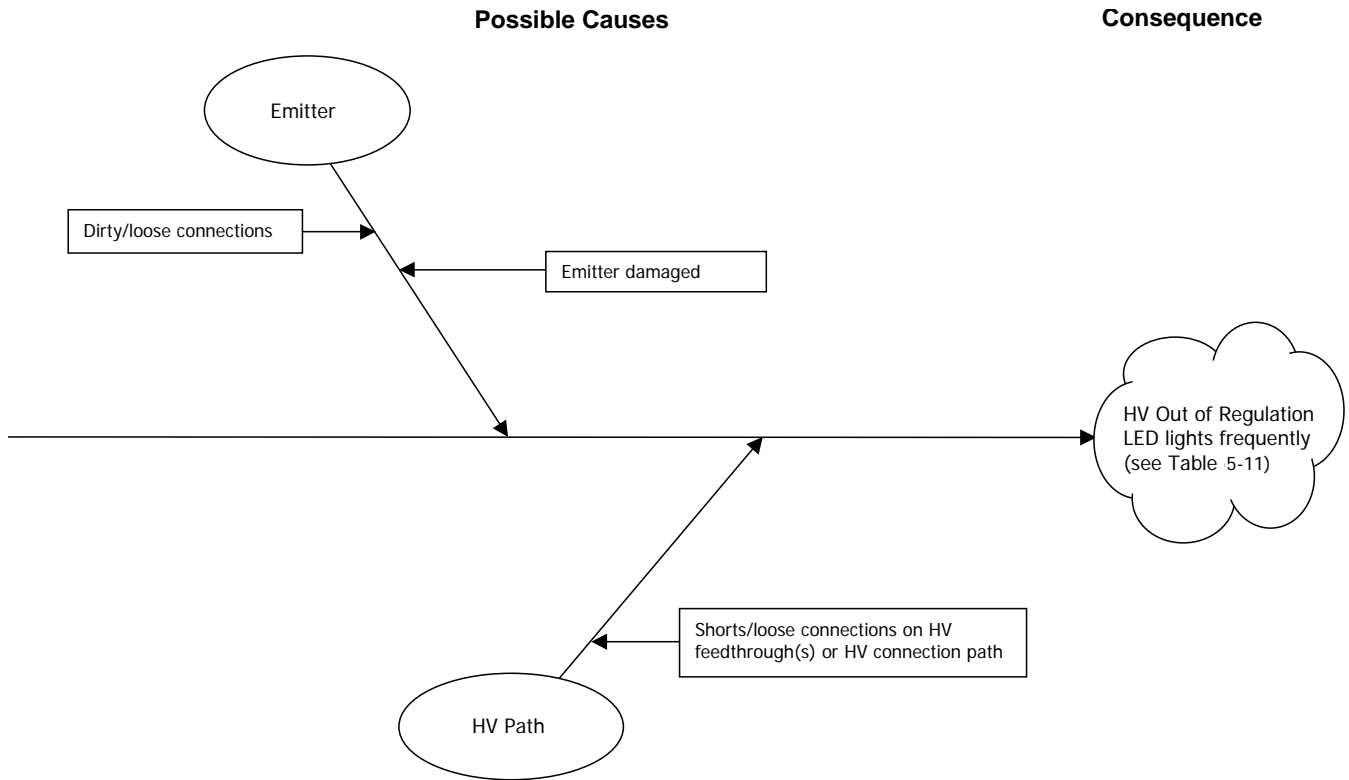 Possible Causes
Consequence
Emitter
Dirty/loose connections
Emitter damaged
HV Out of Regulation
LED lights frequently
(see Table 5-11)
Shorts/loose connections on HV
feedthrough(s) or HV connection path
HV Path